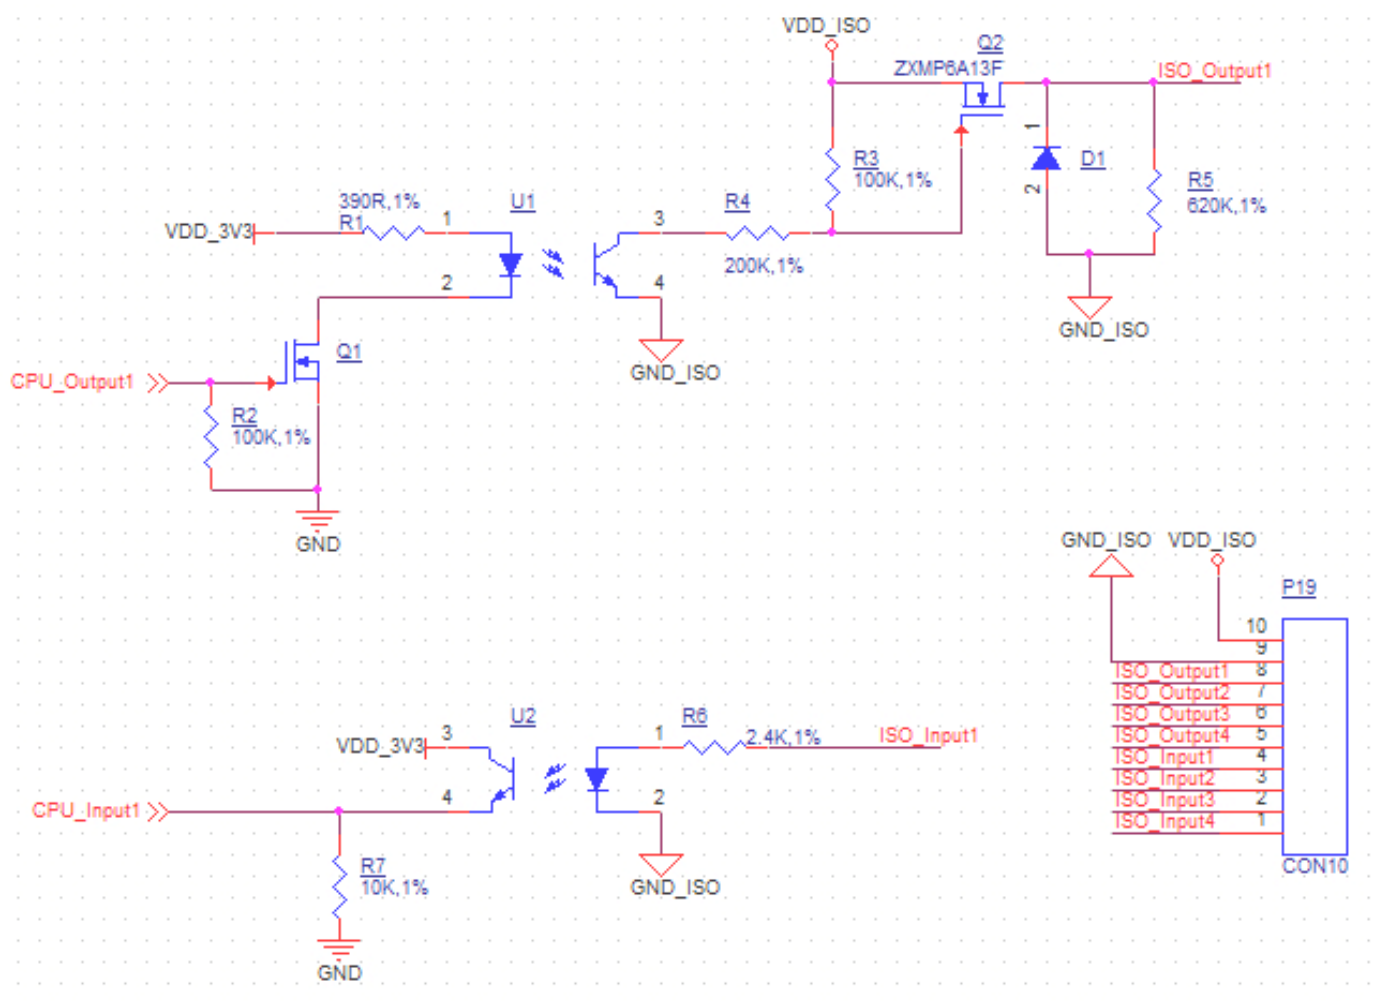 VDD_ISO
Q2
ZXMP6A13F
ISO_Output1
1
D1
2
R3
100K,1%
R5
620K,1%
390R,1%
R1
VDD_3V3
1
U1
3
R4
200K,1%
2
4
GND_ISO
GND_ISO
Q1
CPU_Output1
R2
100K,1%
GND
GND_ISO
VDD_ISO
P19
10
9
ISO_Output1 8
ISO_Output2 7
ISO_Output3 6
ISO_Output4 5
ISO_Input1 4
ISO_Input2 3
ISO_Input3 2
ISO_Input4 1
CON10
VDD_3V3
3
U2
1
R6
2.4K,1%
ISO_Input1
CPU_Input1
4
2
R7
10K,1%
GND_ISO
GND